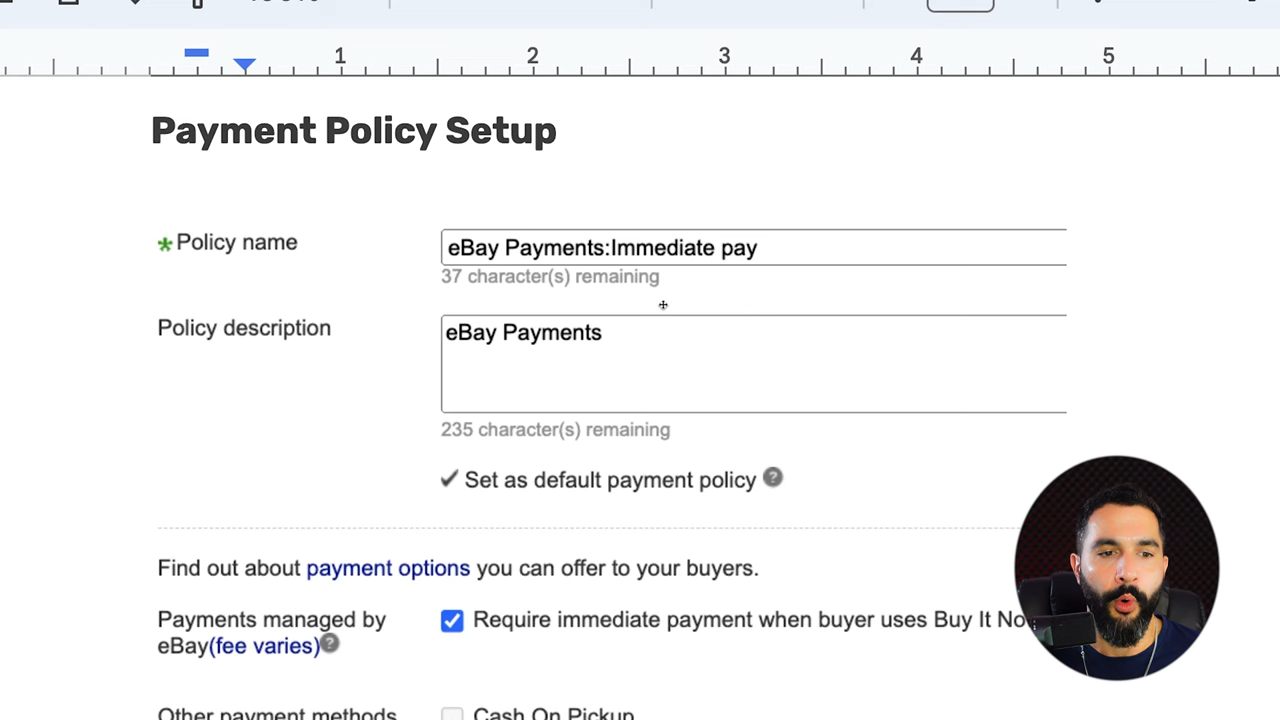 1 2 3 4 5
Payment Policy Setup
*Policy name
eBay Payments:Immediate pay
37 character(s) remaining
Policy description
eBay Payments
235 character(s) remaining
Set as default payment policy ?
Find out about payment options you can offer to your buyers.
Payments managed by
eBay(fee varies)?
Require immediate payment when buyer uses Buy It No
Other payment methods
Cash On Pickup